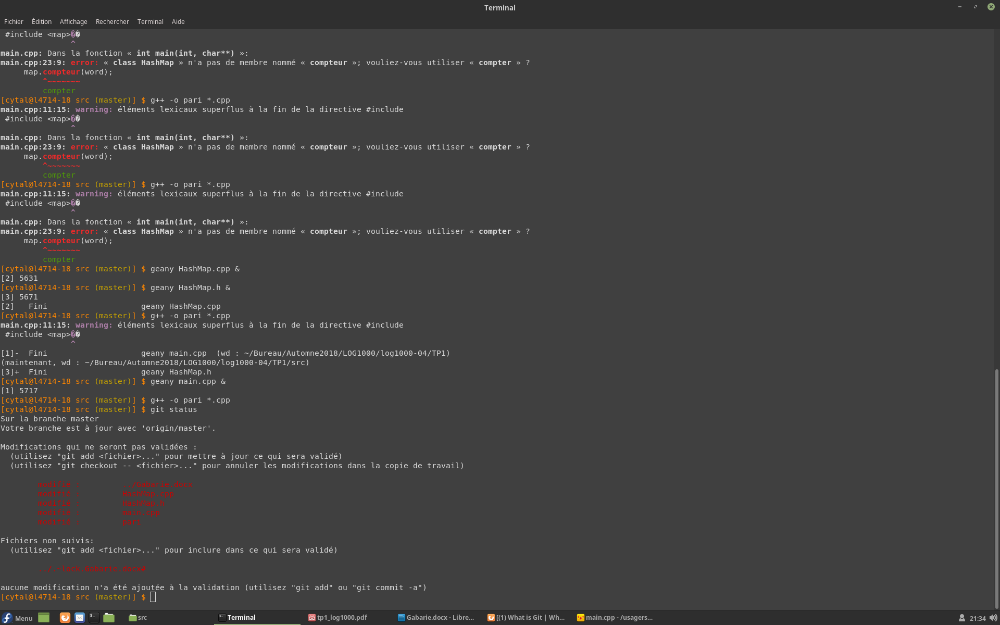 Terminal
Fichier Édition Affichage Rechercher Terminal Aide
 #include <map>��
               ^
main.cpp: Dans la fonction « int main(int, char**) »:
main.cpp:23:9: error: « class HashMap » n'a pas de membre nommé « compteur »; vouliez-vous utiliser « compter » ?
     map.compteur(word);
         ^~~~~~~~
         compter
[cytal@l4714-18 src (master)] $ g++ -o pari *.cpp
main.cpp:11:15: warning: éléments lexicaux superflus à la fin de la directive #include
 #include <map>��
               ^
main.cpp: Dans la fonction « int main(int, char**) »:
main.cpp:23:9: error: « class HashMap » n'a pas de membre nommé « compteur »; vouliez-vous utiliser « compter » ?
     map.compteur(word);
         ^~~~~~~~
         compter
[cytal@l4714-18 src (master)] $ g++ -o pari *.cpp
main.cpp:11:15: warning: éléments lexicaux superflus à la fin de la directive #include
 #include <map>��
               ^
main.cpp: Dans la fonction « int main(int, char**) »:
main.cpp:23:9: error: « class HashMap » n'a pas de membre nommé « compteur »; vouliez-vous utiliser « compter » ?
     map.compteur(word);
         ^~~~~~~~
         compter
[cytal@l4714-18 src (master)] $ geany HashMap.cpp &
[2] 5631
[cytal@l4714-18 src (master)] $ geany HashMap.h &
[3] 5671
[2]   Fini                    geany HashMap.cpp
[cytal@l4714-18 src (master)] $ g++ -o pari *.cpp
main.cpp:11:15: warning: éléments lexicaux superflus à la fin de la directive #include
 #include <map>��
               ^
[1]-  Fini                    geany main.cpp  (wd : ~/Bureau/Automne2018/LOG1000/log1000-04/TP1)
(maintenant, wd : ~/Bureau/Automne2018/LOG1000/log1000-04/TP1/src)
[3]+  Fini                    geany HashMap.h
[cytal@l4714-18 src (master)] $ geany main.cpp &
[1] 5717
[cytal@l4714-18 src (master)] $ g++ -o pari *.cpp
[cytal@l4714-18 src (master)] $ git status
Sur la branche master
Votre branche est à jour avec 'origin/master'.
Modifications qui ne seront pas validées :
  (utilisez "git add <fichier>..." pour mettre à jour ce qui sera validé)
  (utilisez "git checkout -- <fichier>..." pour annuler les modifications dans la copie de travail)
        modifié :         ../Gabarie.docx
        modifié :         HashMap.cpp
        modifié :         HashMap.h
        modifié :         main.cpp
        modifié :         pari
Fichiers non suivis:
  (utilisez "git add <fichier>..." pour inclure dans ce qui sera validé)
        ../.~lock.Gabarie.docx#
aucune modification n'a été ajoutée à la validation (utilisez "git add" ou "git commit -a")
[cytal@l4714-18 src (master)] $
Menu src Terminal tp1_log1000.pdf Gabarie.docx - Libre... [(1) What is Git | Wh... main.cpp - /usagers... 21:34